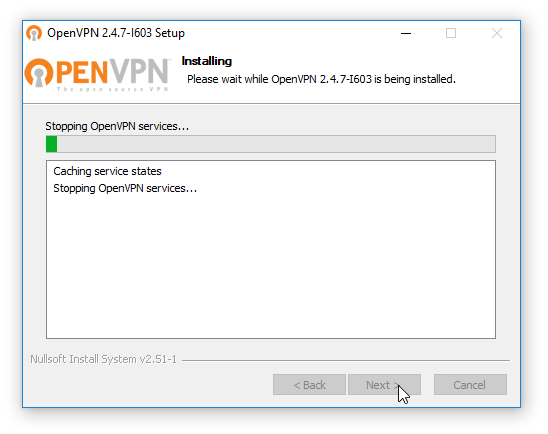 OpenVPN 2.4.7-I603 Setup
OPENVPN
The open source VPN
Installing
Please wait while OpenVPN 2.4.7-I603 is being installed.
Stopping OpenVPN services...
Caching service states
Stopping OpenVPN services...
Nullsoft Install System v2.51-1
< Back Next > Cancel